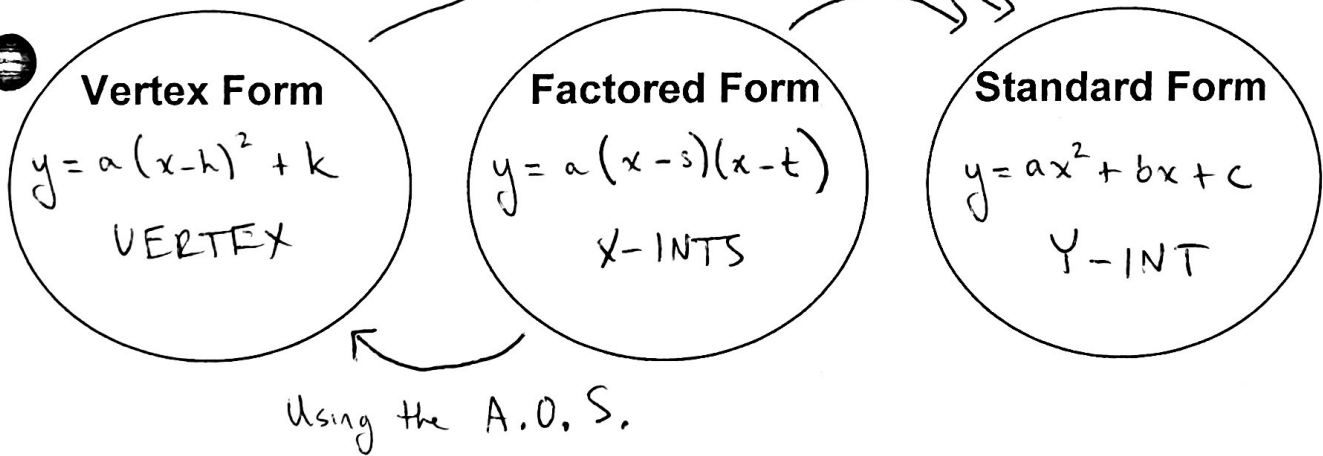 Vertex Form
y = a(x-h)² + k
VERTEX
Factored Form
y = a(x-s)(x-t)
X-INTS
Standard Form
y = ax² + bx + c
Y-INT
Using the A.O.S.